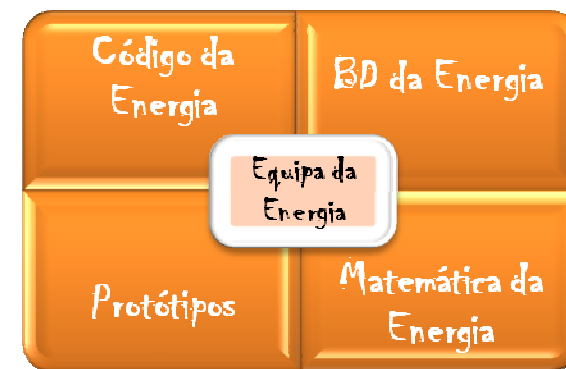 Código da
Energia
BD da Energia
Equipa da
Energia
Protótipos
Matemática da
Energia